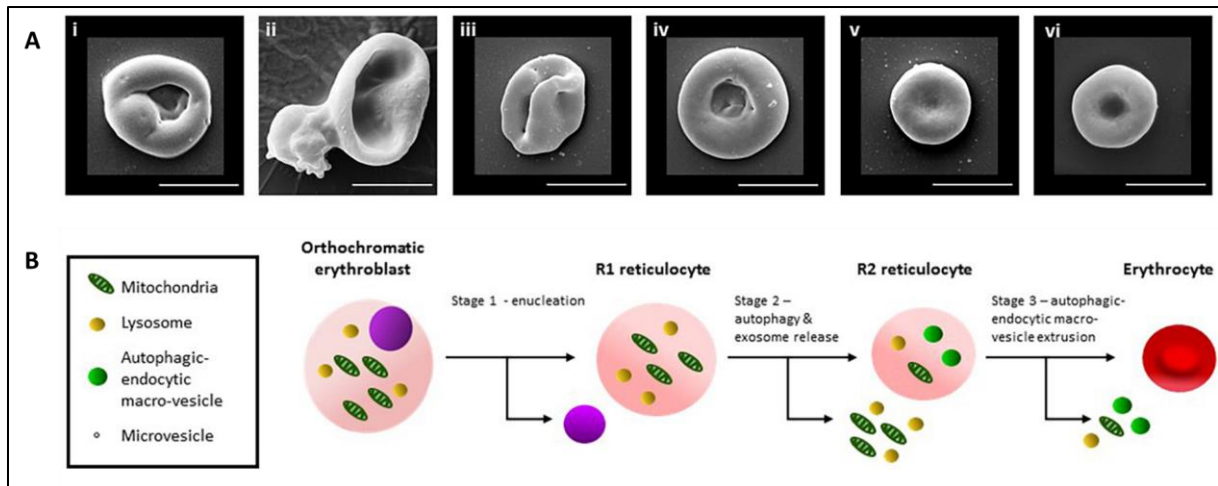 A
i
ii
iii
iv
v
vi
B
Mitochondria
Lysosome
Autophagic-
endocytic
macro-vesicle
Microvesicle
Orthochromatic
erythroblast
Stage 1 - enucleation
R1 reticulocyte
Stage 2 –
autophagy &
exosome release
R2 reticulocyte
Stage 3 – autophagic-
endocytic macro-
vesicle extrusion
Erythrocyte